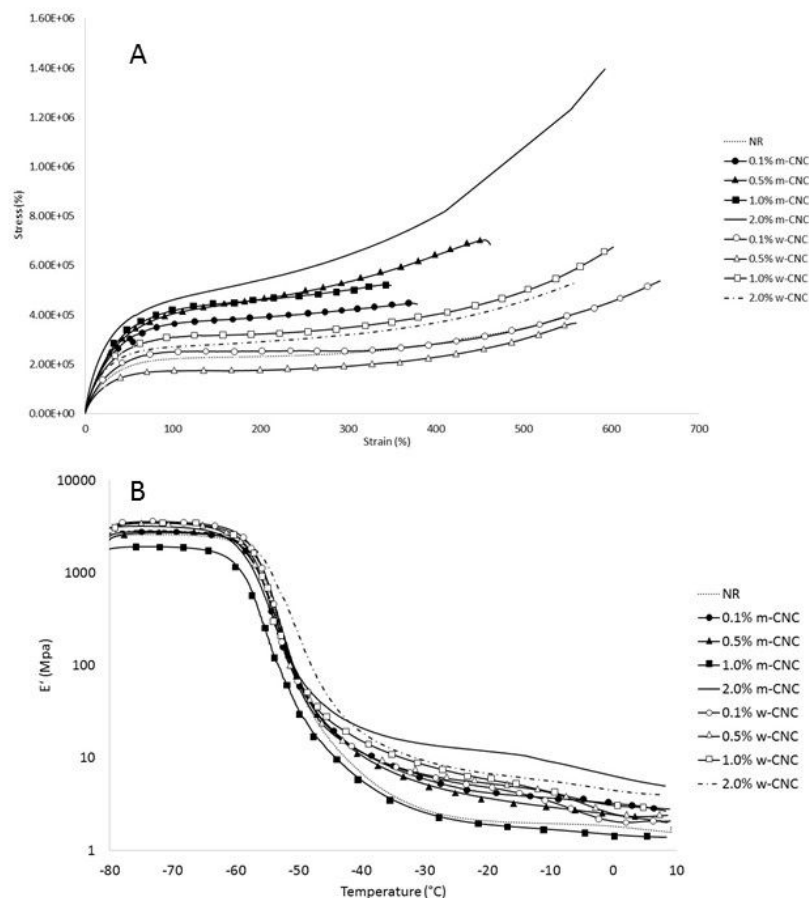 A
1.60E+06
1.40E+06
1.20E+06
1.00E+06
8.00E+05
6.00E+05
4.00E+05
2.00E+05
0.00E+00
Stress(%)
0 100 200 300 400 500 600 700
Strain(%)
NR
0.1% m-CNC
0.5% m-CNC
1.0% m-CNC
2.0% m-CNC
0.1% w-CNC
0.5% w-CNC
1.0% w-CNC
2.0% w-CNC
B
10000
1000
100
10
1
E' (Mpa)
-80 -70 -60 -50 -40 -30 -20 -10 0 10
Temperature (°C)
NR
0.1% m-CNC
0.5% m-CNC
1.0% m-CNC
2.0% m-CNC
0.1% w-CNC
0.5% w-CNC
1.0% w-CNC
2.0% w-CNC